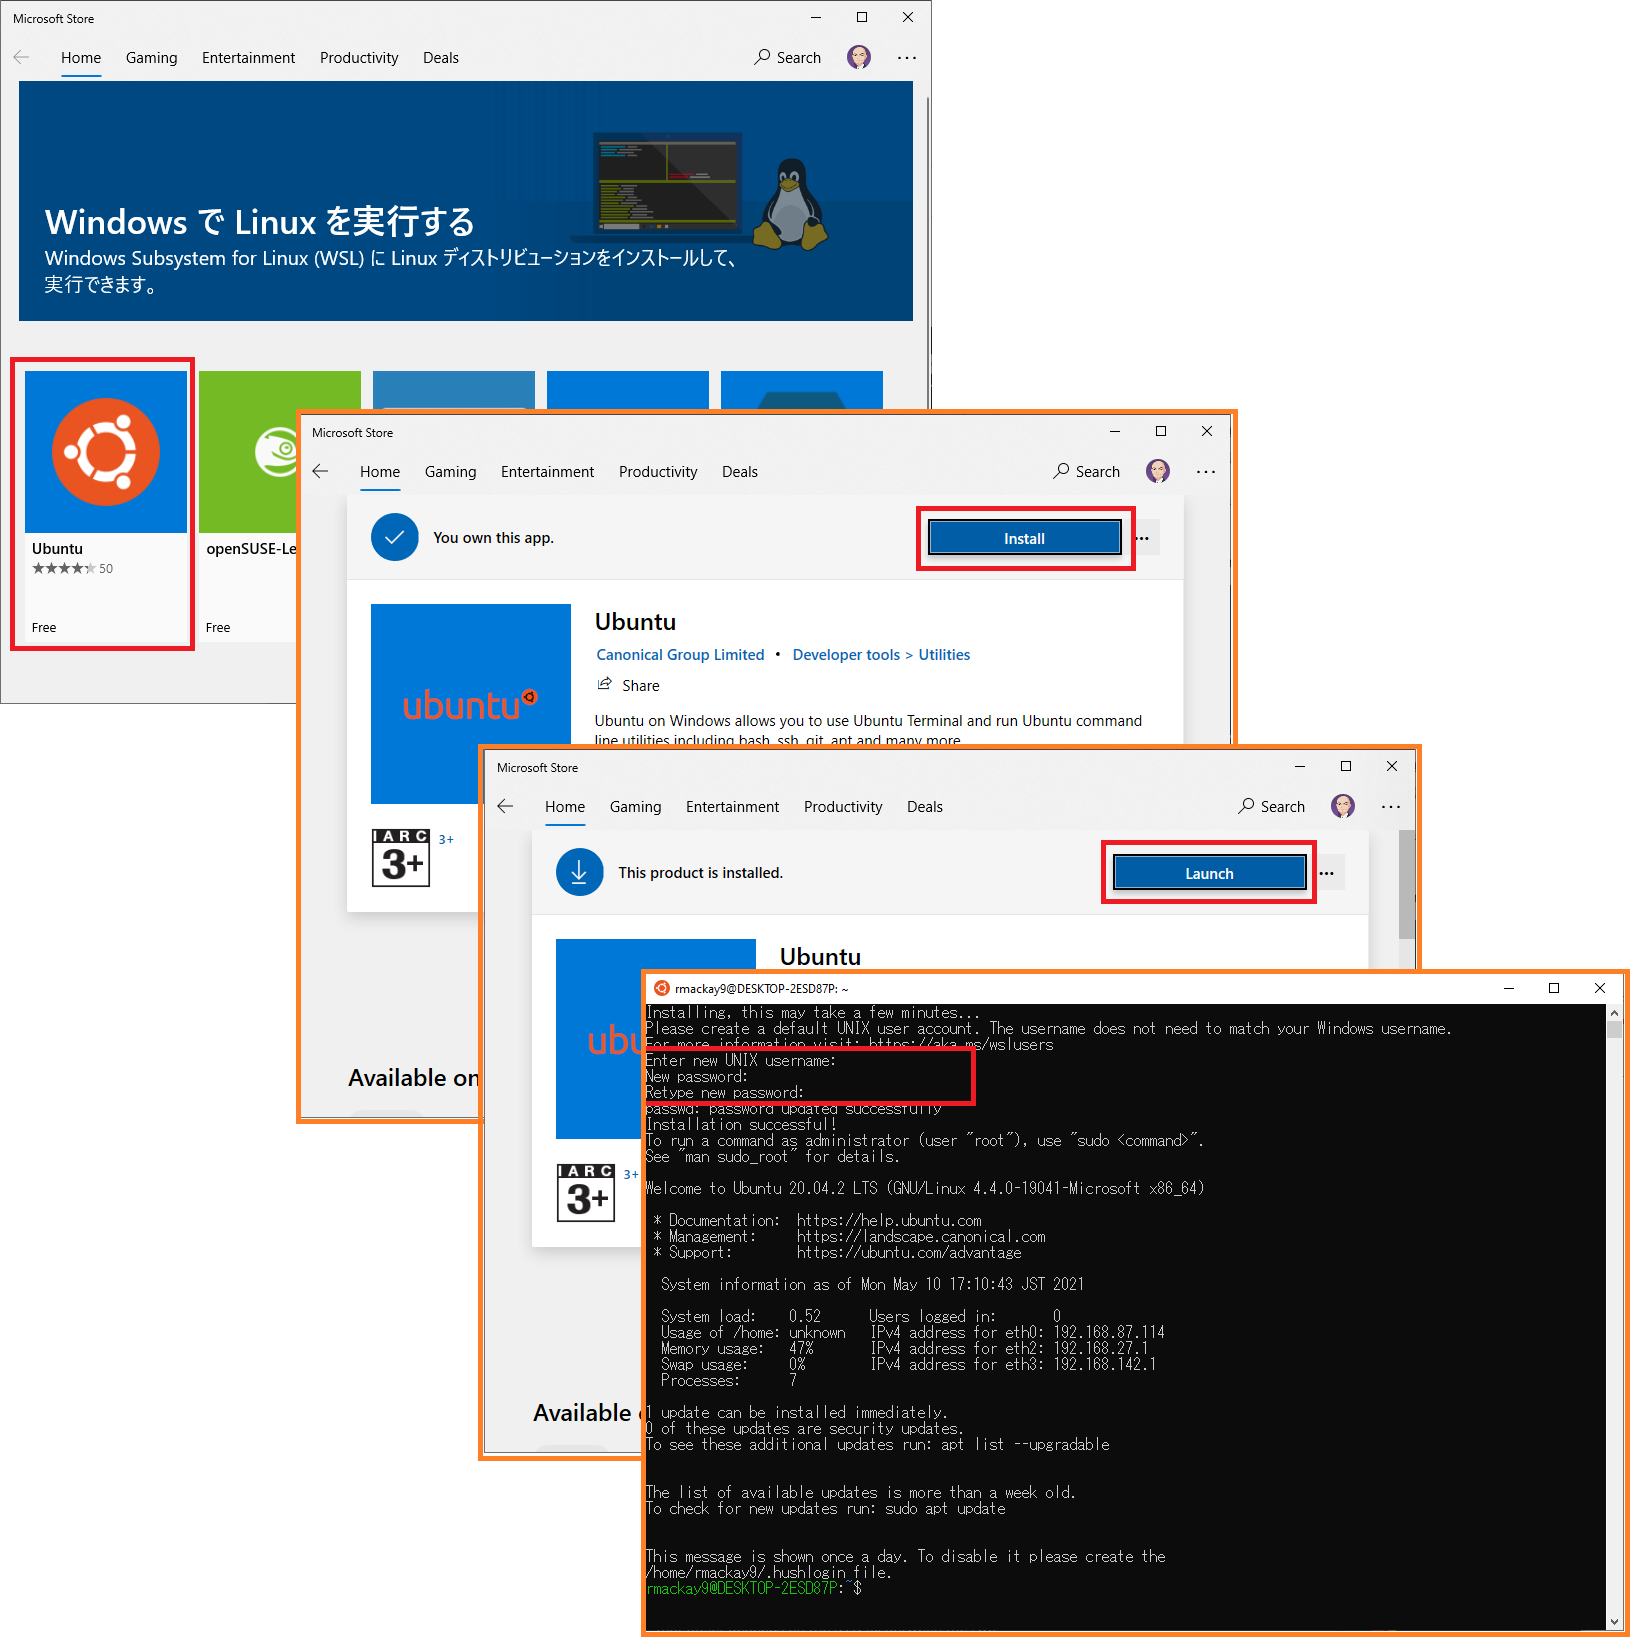 Microsoft Store
Home Gaming Entertainment Productivity Deals Search
Windows で Linux を実行する
Windows Subsystem for Linux (WSL) に Linux ディストリビューションをインストールして、
実行できます。
Ubuntu
50
Free
openSUSE-Le
Free
Microsoft Store
Home Gaming Entertainment Productivity Deals Search
You own this app.
Install
ubuntu
Ubuntu
Canonical Group Limited • Developer tools > Utilities
Share
Ubuntu on Windows allows you to use Ubuntu Terminal and run Ubuntu command
line utilities including bash, ssh, git, apt and many more.
IARC
3+
3+
Available on
Microsoft Store
Home Gaming Entertainment Productivity Deals Search
This product is installed.
Launch
Ubuntu
ubu
IARC
3+
3+
Available
rmackay9@DESKTOP-2ESD87P: ~
Installing, this may take a few minutes...
Please create a default UNIX user account. The username does not need to match your Windows username.
For more information visit: https://aka.ms/wslusers
Enter new UNIX username:
New password:
Retype new password:
passwd: password updated successfully
Installation successful!
To run a command as administrator (user "root"), use "sudo <command>".
See "man sudo_root" for details.
Welcome to Ubuntu 20.04.2 LTS (GNU/Linux 4.4.0-19041-Microsoft x86_64)
* Documentation: https://help.ubuntu.com
* Management: https://landscape.canonical.com
* Support: https://ubuntu.com/advantage
System information as of Mon May 10 17:10:43 JST 2021
System load: 0.52 Users logged in: 0
Usage of /home: unknown IPv4 address for eth0: 192.168.87.114
Memory usage: 47% IPv4 address for eth2: 192.168.27.1
Swap usage: 0% IPv4 address for eth3: 192.168.142.1
Processes: 7
1 update can be installed immediately.
0 of these updates are security updates.
To see these additional updates run: apt list --upgradable
The list of available updates is more than a week old.
To check for new updates run: sudo apt update
This message is shown once a day. To disable it please create the
/home/rmackay9/.hushlogin file.
rmackay9@DESKTOP-2ESD87P:~$